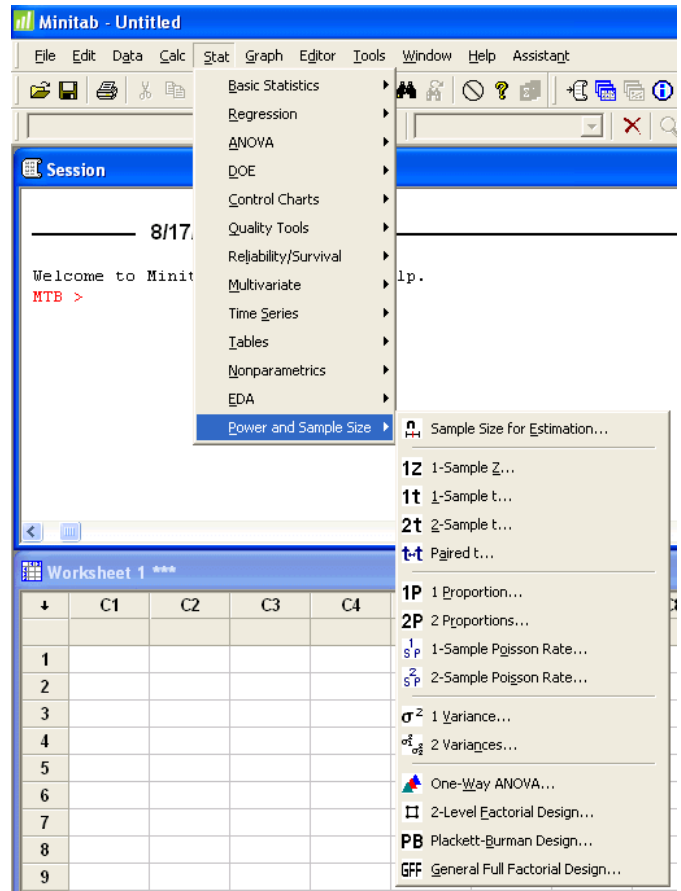 Minitab - Untitled
File Edit Data Calc Stat Graph Editor Tools Window Help Assistant
Session
8/17
Welcome to Minit lp.
MTB >
Basic Statistics
Regression
ANOVA
DOE
Control Charts
Quality Tools
Reliability/Survival
Multivariate
Time Series
Tables
Nonparametrics
EDA
Power and Sample Size
Sample Size for Estimation...
1Z 1-Sample Z...
1t 1-Sample t...
2t 2-Sample t...
t-t Paired t...
1P 1 Proportion...
2P 2 Proportions...
1 S P 1-Sample Poisson Rate...
2 S P 2-Sample Poisson Rate...
σ² 1 Variance...
σ²₁ σ²₂ 2 Variances...
One-Way ANOVA...
2-Level Factorial Design...
PB Plackett-Burman Design...
GFF General Full Factorial Design...
Worksheet 1 ***
C1 C2 C3 C4
1
2
3
4
5
6
7
8
9